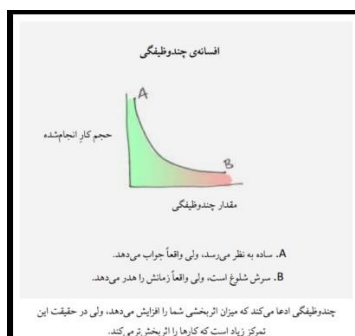 افسانه‌ی چندوظیفگی
A
حجم کارِ انجام‌شده
B
مقدار چندوظیفگی
A. ساده به نظر می‌رسد، ولی واقعاً جواب می‌دهد.
B. سرش شلوغ است، ولی واقعاً زمانش را هدر می‌دهد.
چندوظیفگی ادعا می‌کند که میزان اثربخشی شما را افزایش می‌دهد، ولی در حقیقت این
تمرکز زیاد است که کارها را اثربخش‌تر می‌کند.